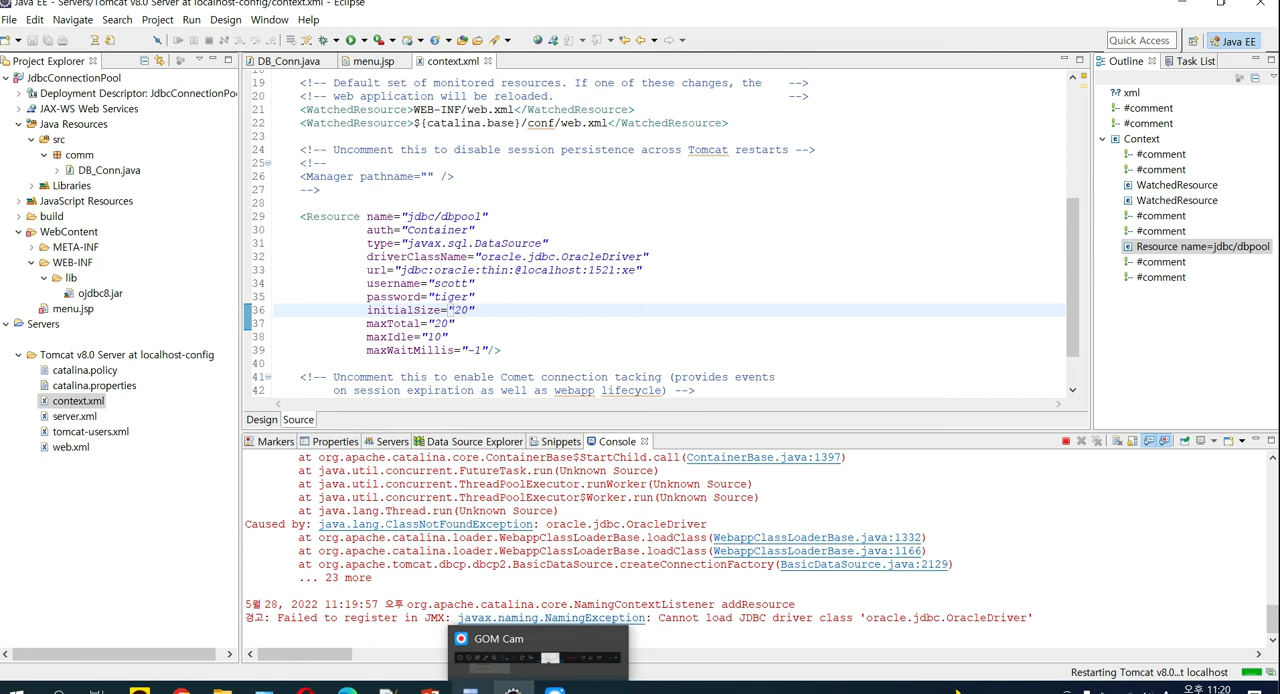 Java EE - Servers/Tomcat v8.0 Server at localhost-config/context.xml - Eclipse
File Edit Navigate Search Project Run Design Window Help
Quick Access Java EE
Project Explorer
JdbcConnectionPool
Deployment Descriptor: JdbcConnectionPo
JAX-WS Web Services
Java Resources
src
comm
DB_Conn.java
Libraries
JavaScript Resources
build
WebContent
META-INF
WEB-INF
lib
ojdbc8.jar
menu.jsp
Servers
Tomcat v8.0 Server at localhost-config
catalina.policy
catalina.properties
context.xml
server.xml
tomcat-users.xml
web.xml
DB_Conn.java menu.jsp context.xml
19 <!-- Default set of monitored resources. If one of these changes, the -->
20 <!-- web application will be reloaded. -->
21 <WatchedResource>WEB-INF/web.xml</WatchedResource>
22 <WatchedResource>${catalina.base}/conf/web.xml</WatchedResource>
23
24 <!-- Uncomment this to disable session persistence across Tomcat restarts -->
25 <!--
26 <Manager pathname="" />
27 -->
28
29 <Resource name="jdbc/dbpool"
30 auth="Container"
31 type="javax.sql.DataSource"
32 driverClassName="oracle.jdbc.OracleDriver"
33 url="jdbc:oracle:thin:@localhost:1521:xe"
34 username="scott"
35 password="tiger"
36 initialSize="20"
37 maxTotal="20"
38 maxIdle="10"
39 maxWaitMillis="-1"/>
40
41 <!-- Uncomment this to enable Comet connection tacking (provides events
42 on session expiration as well as webapp lifecycle) -->
Design Source
Outline Task List
xml
#comment
#comment
Context
#comment
#comment
WatchedResource
WatchedResource
#comment
#comment
Resource name=jdbc/dbpool
#comment
#comment
Markers Properties Servers Data Source Explorer Snippets Console
at org.apache.catalina.core.ContainerBase$StartChild.call(ContainerBase.java:1397)
at java.util.concurrent.FutureTask.run(Unknown Source)
at java.util.concurrent.ThreadPoolExecutor.runWorker(Unknown Source)
at java.util.concurrent.ThreadPoolExecutor$Worker.run(Unknown Source)
at java.lang.Thread.run(Unknown Source)
Caused by: java.lang.ClassNotFoundException: oracle.jdbc.OracleDriver
at org.apache.catalina.loader.WebappClassLoaderBase.loadClass(WebappClassLoaderBase.java:1332)
at org.apache.catalina.loader.WebappClassLoaderBase.loadClass(WebappClassLoaderBase.java:1166)
at org.apache.tomcat.dbcp.dbcp2.BasicDataSource.createConnectionFactory(BasicDataSource.java:2129)
... 23 more
5월 28, 2022 11:19:57 오후 org.apache.catalina.core.NamingContextListener addResource
경고: Failed to register in JMX: javax.naming.NamingException: Cannot load JDBC driver class 'oracle.jdbc.OracleDriver'
GOM Cam
Restarting Tomcat v8.0 localhost
오후 11:20